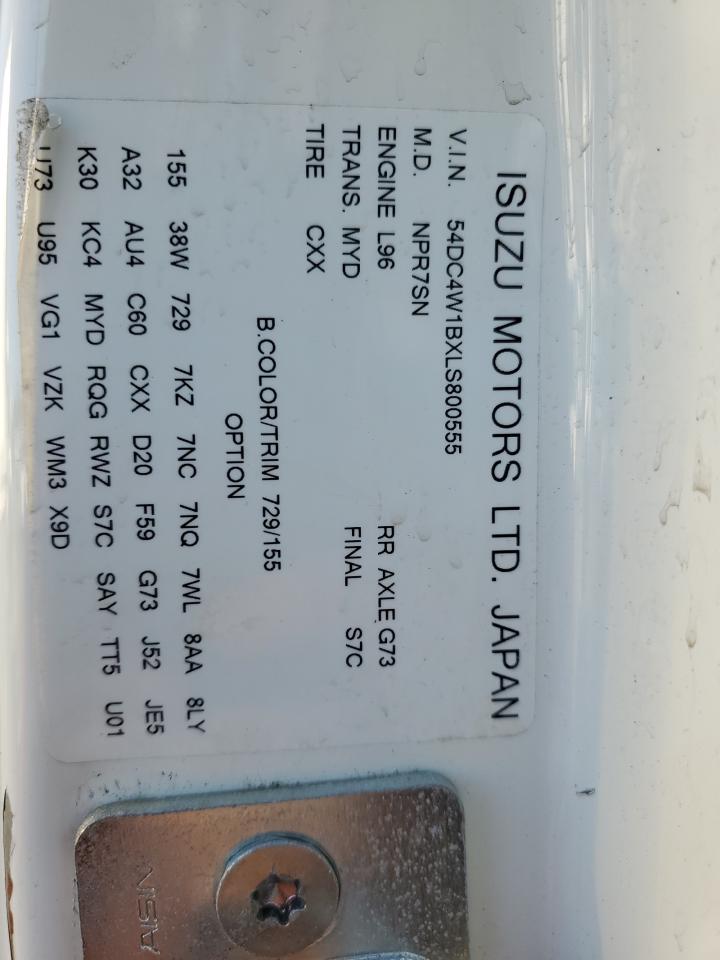 ISUZU MOTORS LTD. JAPAN
V.I.N. 54DC4W1BXLS800555
M.D. NPR7SN
ENGINE L96 RR AXLE G73
TRANS. MYD FINAL S7C
TIRE CXX
B.COLOR/TRIM 729/155
OPTION
155 38W 729 7KZ 7NC 7NQ 7WL 8AA 8LY
A32 AU4 C60 CXX D20 F59 G73 J52 JE5
K30 KC4 MYD RQG RWZ S7C SAY TT5 U01
U73 U95 VG1 VZK WM3 X9D
AISIN